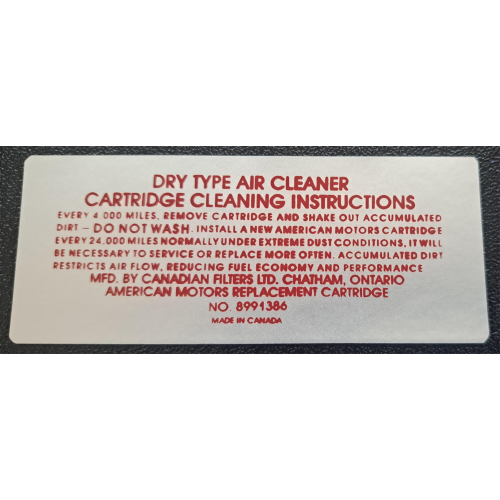 DRY TYPE AIR CLEANER
CARTRIDGE CLEANING INSTRUCTIONS
EVERY 4,000 MILES, REMOVE CARTRIDGE AND SHAKE OUT ACCUMULATED
DIRT – DO NOT WASH. INSTALL A NEW AMERICAN MOTORS CARTRIDGE
EVERY 24,000 MILES NORMALLY UNDER EXTREME DUST CONDITIONS, IT WILL
BE NECESSARY TO SERVICE OR REPLACE MORE OFTEN. ACCUMULATED DIRT
RESTRICTS AIR FLOW, REDUCING FUEL ECONOMY AND PERFORMANCE
MFD. BY CANADIAN FILTERS LTD. CHATHAM, ONTARIO
AMERICAN MOTORS REPLACEMENT CARTRIDGE
NO. 8991386
MADE IN CANADA